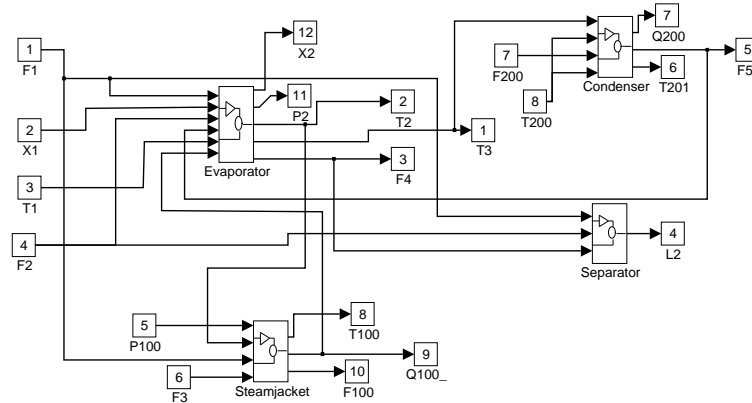 12
X2
7
Q200
1
F1
7
F200
5
F5
6
T201
Condenser
8
T200
11
P2
2
T2
2
X1
1
T3
Evaporator
3
F4
3
T1
4
F2
4
L2
Separator
5
P100
8
T100
9
Q100_
6
F3
Steamjacket
10
F100